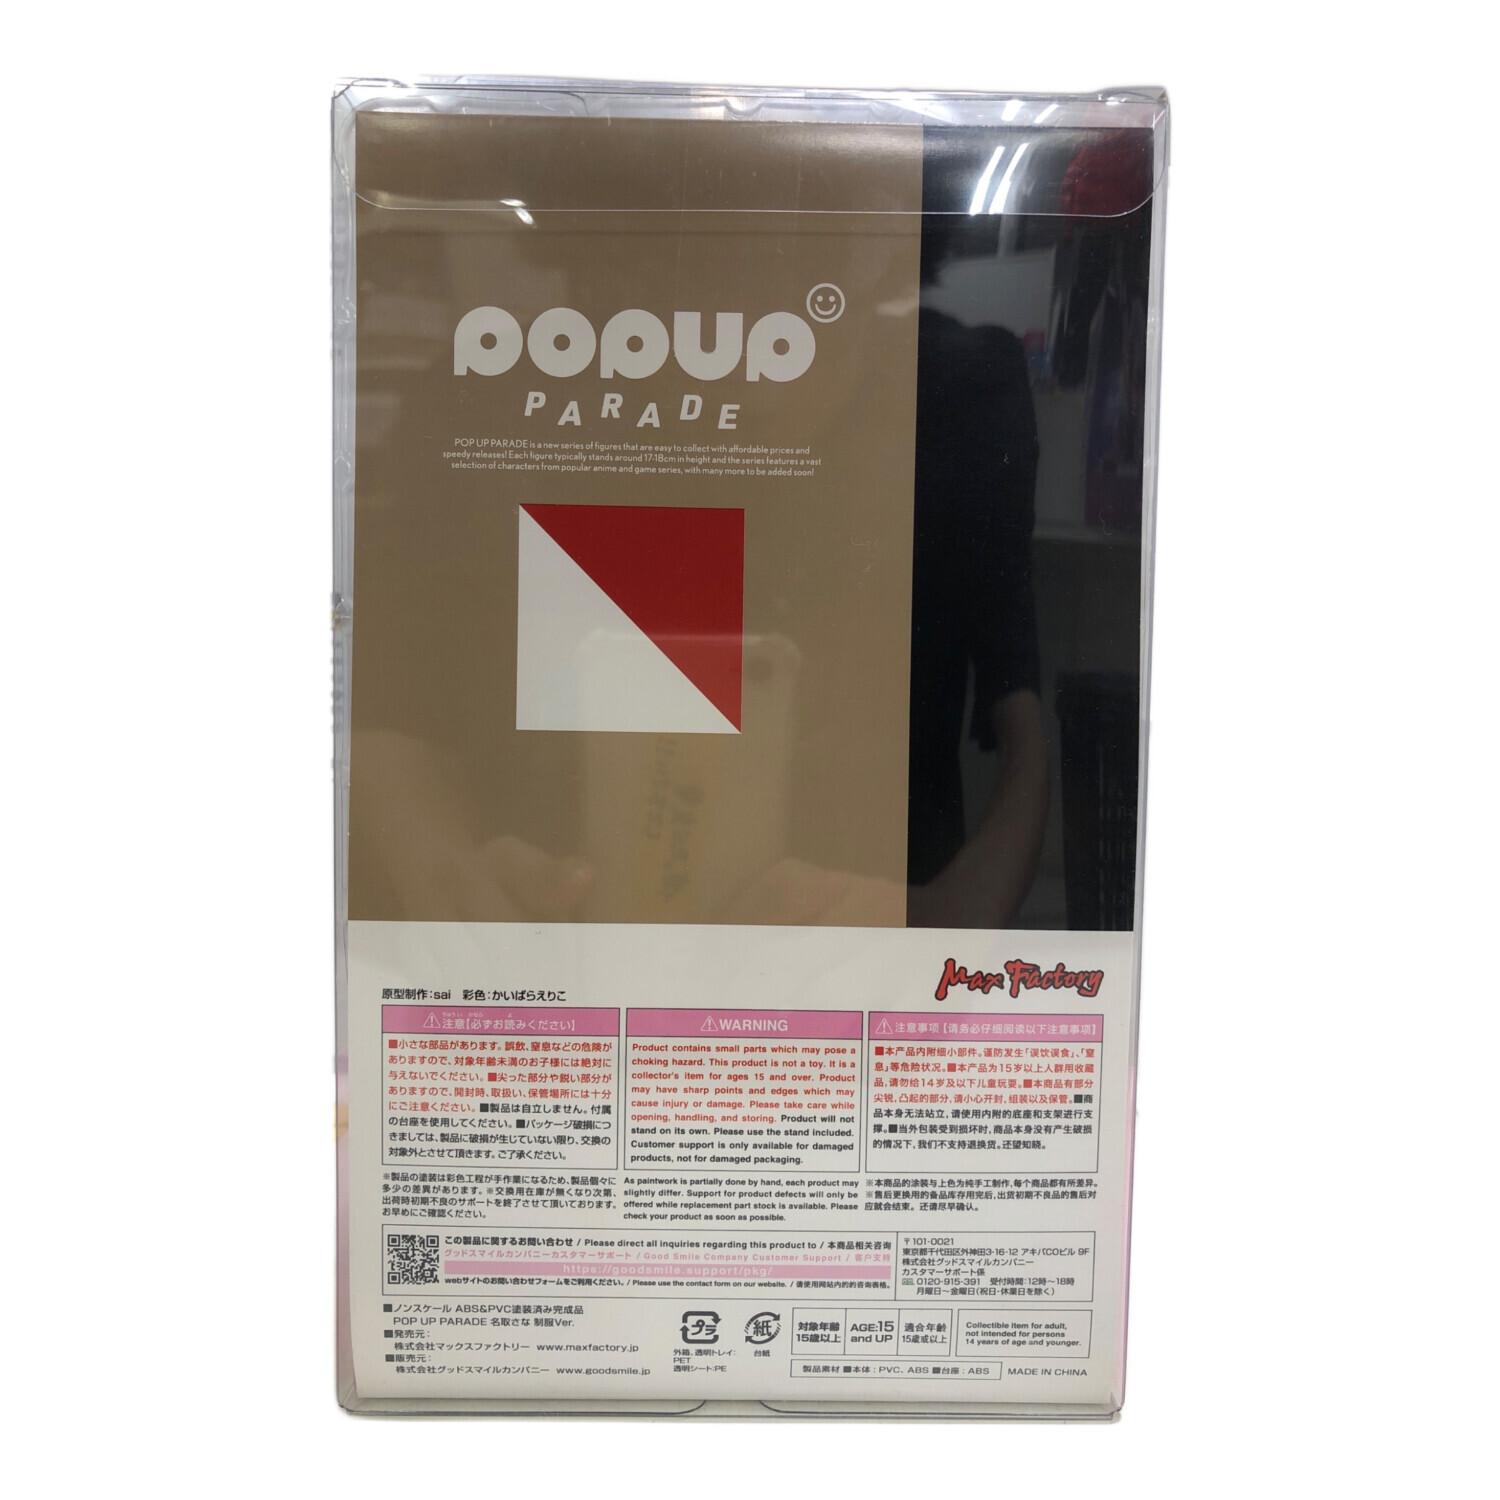 POPUP
PARADE
POP UP PARADE is a new series of figures that are easy to collect with affordable prices and
speedy releases! Each figure typically stands around 17-18cm in height and the series features a vast
selection of characters from popular anime and game series, with many more to be added soon!
Max Factory
原型制作：sai　彩色：かいばらえりこ
注意【必ずお読みください】
■小さな部品があります。誤飲、窒息などの危険が
ありますので、対象年齢未満のお子様には絶対に
与えないでください。■尖った部分や鋭い部分が
ありますので、開封時、取扱い、保管場所には十分
にご注意ください。■製品は自立しません。付属
の台座を使用してください。■パッケージ破損につ
きましては、製品に破損が生じていない限り、交換の
対象外とさせて頂きます。ご了承ください。
WARNING
Product contains small parts which may pose a
choking hazard. This product is not a toy. It is a
collector's item for ages 15 and over. Product
may have sharp points and edges which may
cause injury or damage. Please take care while
opening, handling, and storing. Product will not
stand on its own. Please use the stand included.
Customer support is only available for damaged
products, not for damaged packaging.
注意事项【请务必仔细阅读以下注意事项】
■本产品内附细小部件。谨防发生「误饮误食」、「窒
息」等危险状况。■本产品为15岁以上人群用收藏
品，请勿给14岁及以下儿童玩耍。■本商品有部分
尖锐，凸起的部分，请小心开封，组装以及保管。■商
品本身无法站立，请使用内附的底座和支架进行支
撑。■当外包装受到损坏时，商品本身没有产生破损
的情况下，我们不支持退换货。还望知晓。
※製品の塗装は彩色工程が手作業になるため、製品個々に
多少の差異があります。※交換用在庫が無くなり次第、
出荷時初期不良のサポートを終了させて頂いております。
お早めにご確認ください。
As paintwork is partially done by hand, each product may
slightly differ. Support for product defects will only be
offered while replacement part stock is available. Please
check your product as soon as possible.
※本商品的涂装与上色为纯手工制作，每个商品都有所差异。
※售后更换用的备品库存用完后，出货初期不良品的售后对
应就会结束。还请尽早确认。
この製品に関するお問い合わせ / Please direct all inquiries regarding this product to / 本商品相关咨询
グッドスマイルカンパニーカスタマーサポート / Good Smile Company Customer Support / 客户支持
https://goodsmile.support/pkg/
webサイトのお問い合わせフォームをご利用ください。/ Please use the contact form on our website. / 请使用网站内的的咨询表格。
〒101-0021
東京都千代田区外神田3-16-12 アキバCOビル 9F
株式会社グッドスマイルカンパニー
カスタマーサポート係
0120-915-391　受付時間：12時～18時
月曜日～金曜日（祝日・休業日を除く）
■ノンスケール ABS&PVC塗装済み完成品
POP UP PARADE 名取さな 制服Ver.
■発売元：
株式会社マックスファクトリー www.maxfactory.jp
■販売元：
株式会社グッドスマイルカンパニー www.goodsmile.jp
プラ
外箱、透明トレイ：
PET
透明シート：PE
紙
台紙
対象年齢
15歳以上
AGE:15
and UP
適合年齢
15歲或以上
Collectible item for adult,
not intended for persons
14 years of age and younger.
製品素材 ■本体：PVC、ABS ■台座：ABS
MADE IN CHINA